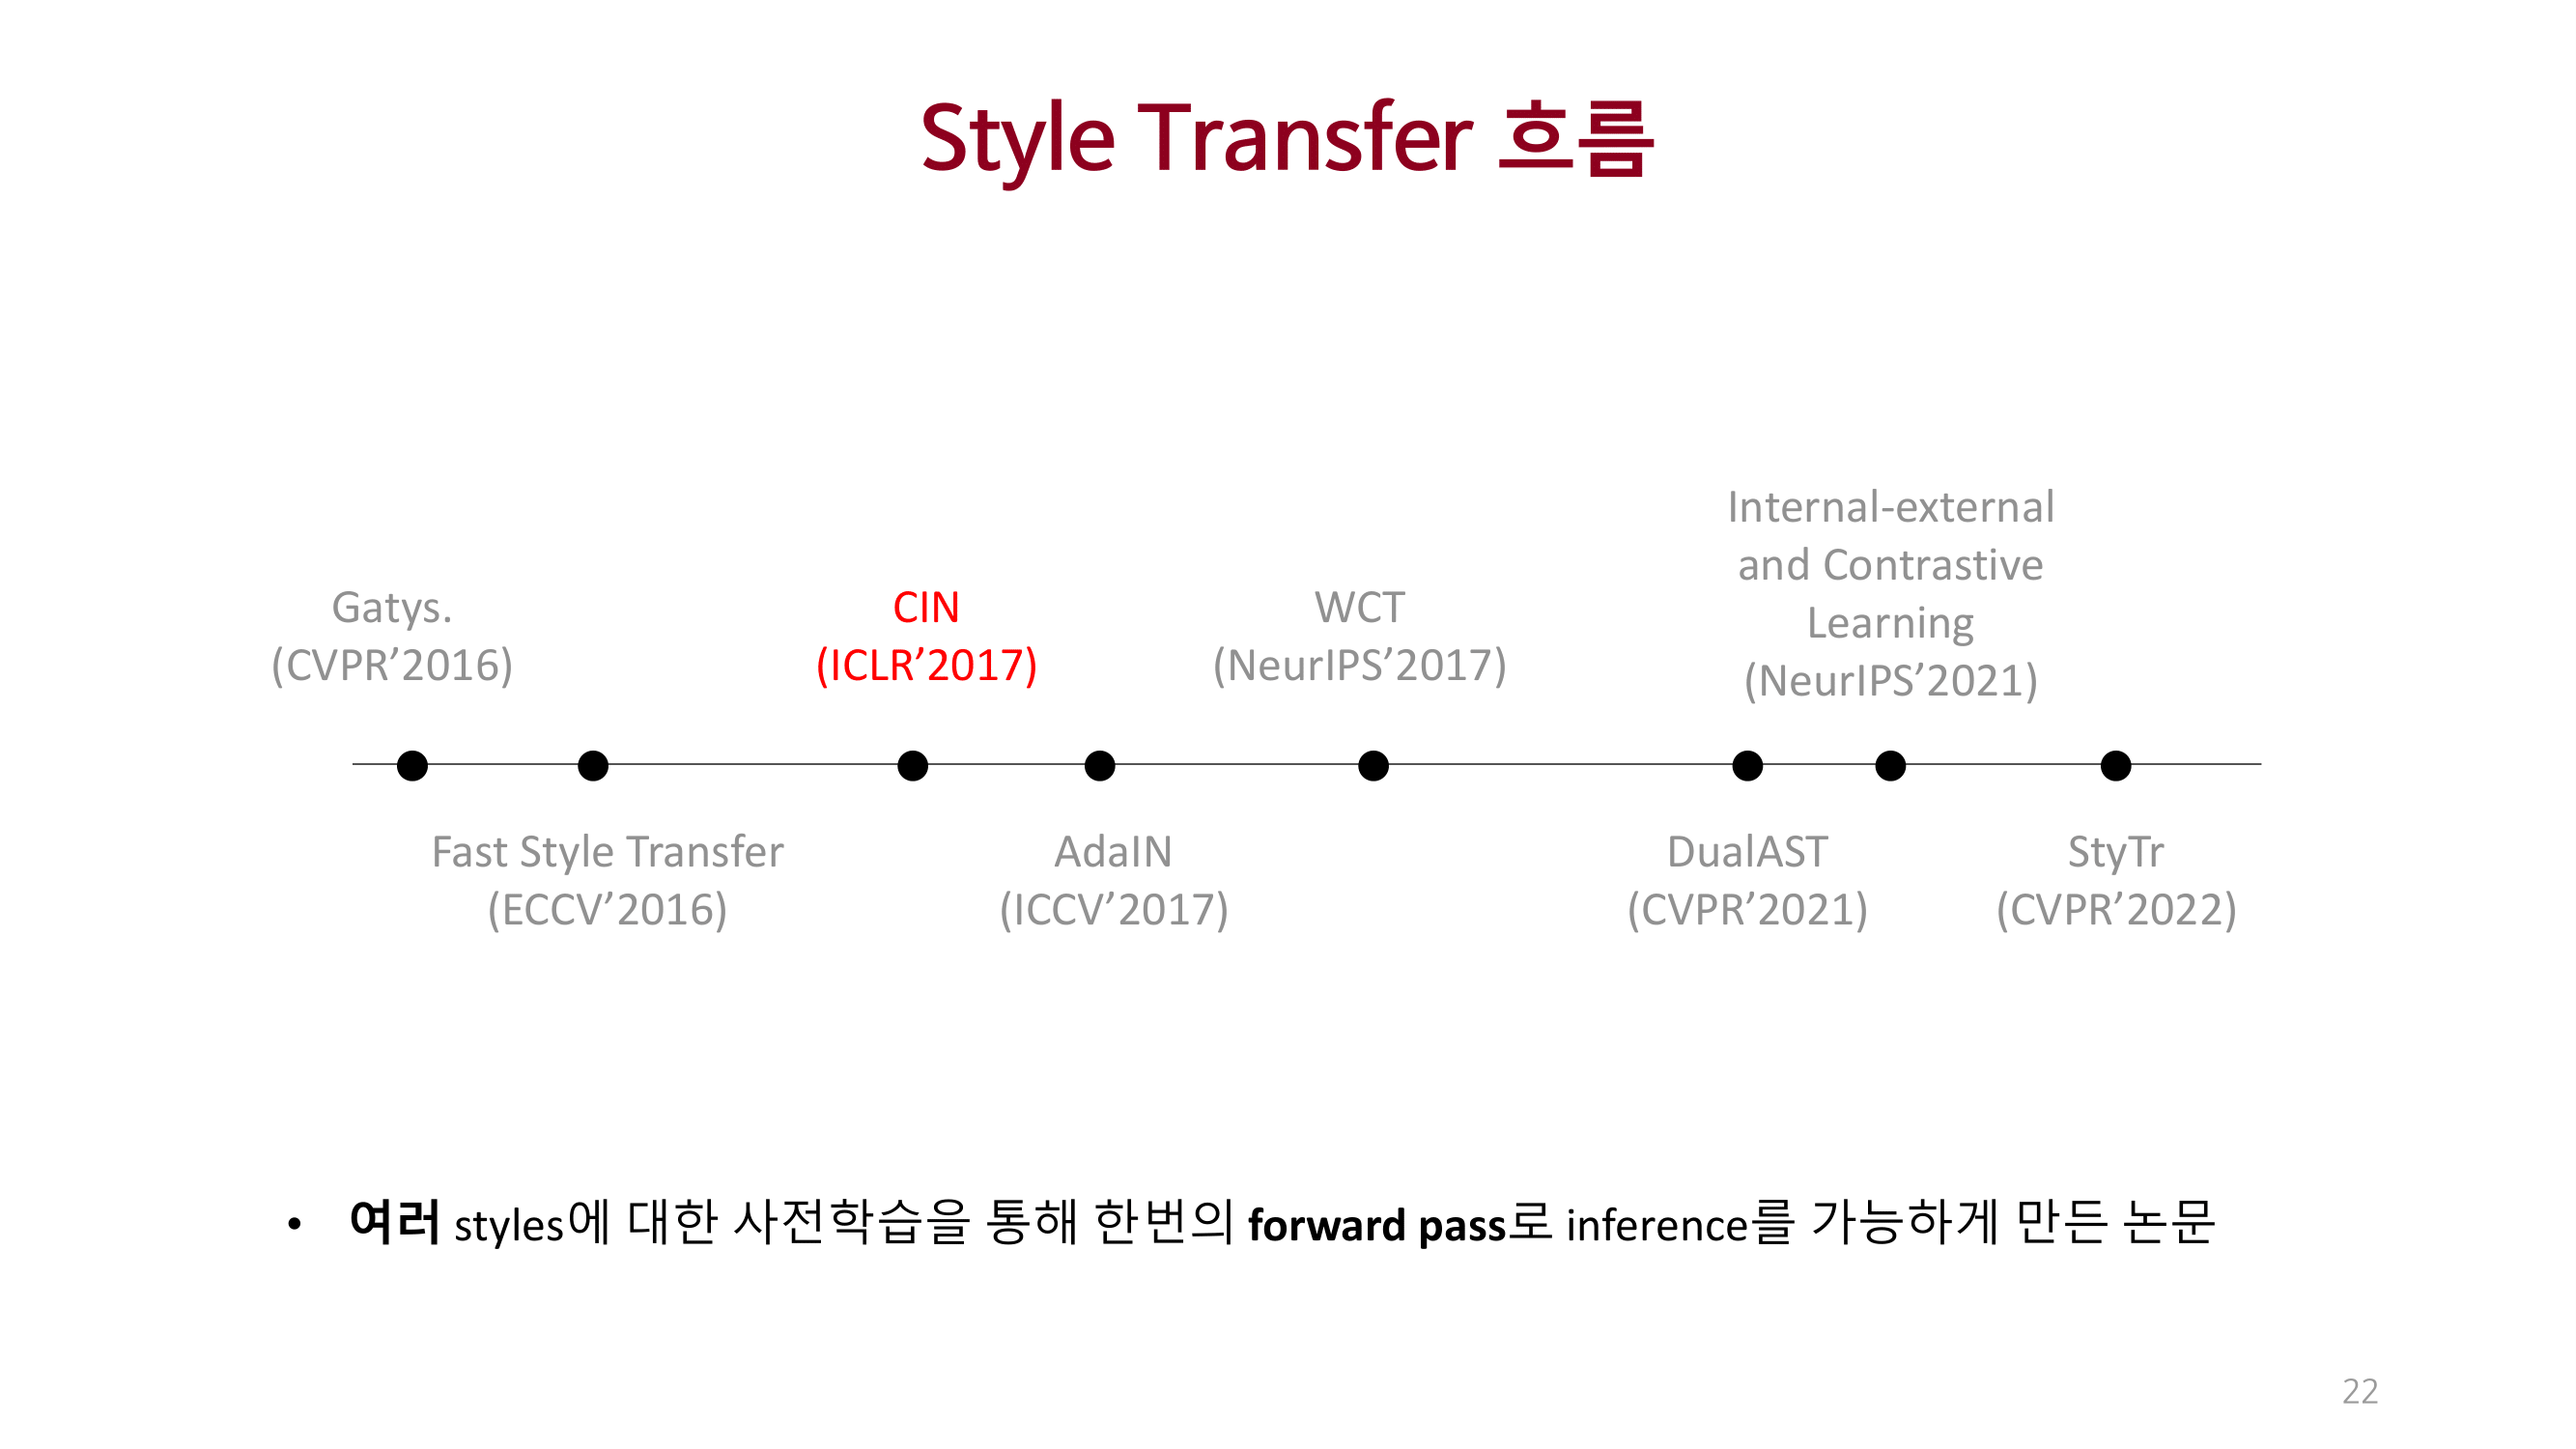 Style Transfer 흐름
Gatys.
(CVPR’2016)
Fast Style Transfer
(ECCV’2016)
CIN
(ICLR’2017)
AdaIN
(ICCV’2017)
WCT
(NeurIPS’2017)
DualAST
(CVPR’2021)
Internal-external
and Contrastive
Learning
(NeurIPS’2021)
StyTr
(CVPR’2022)
• 여러 styles에 대한 사전학습을 통해 한번의 forward pass로 inference를 가능하게 만든 논문
22